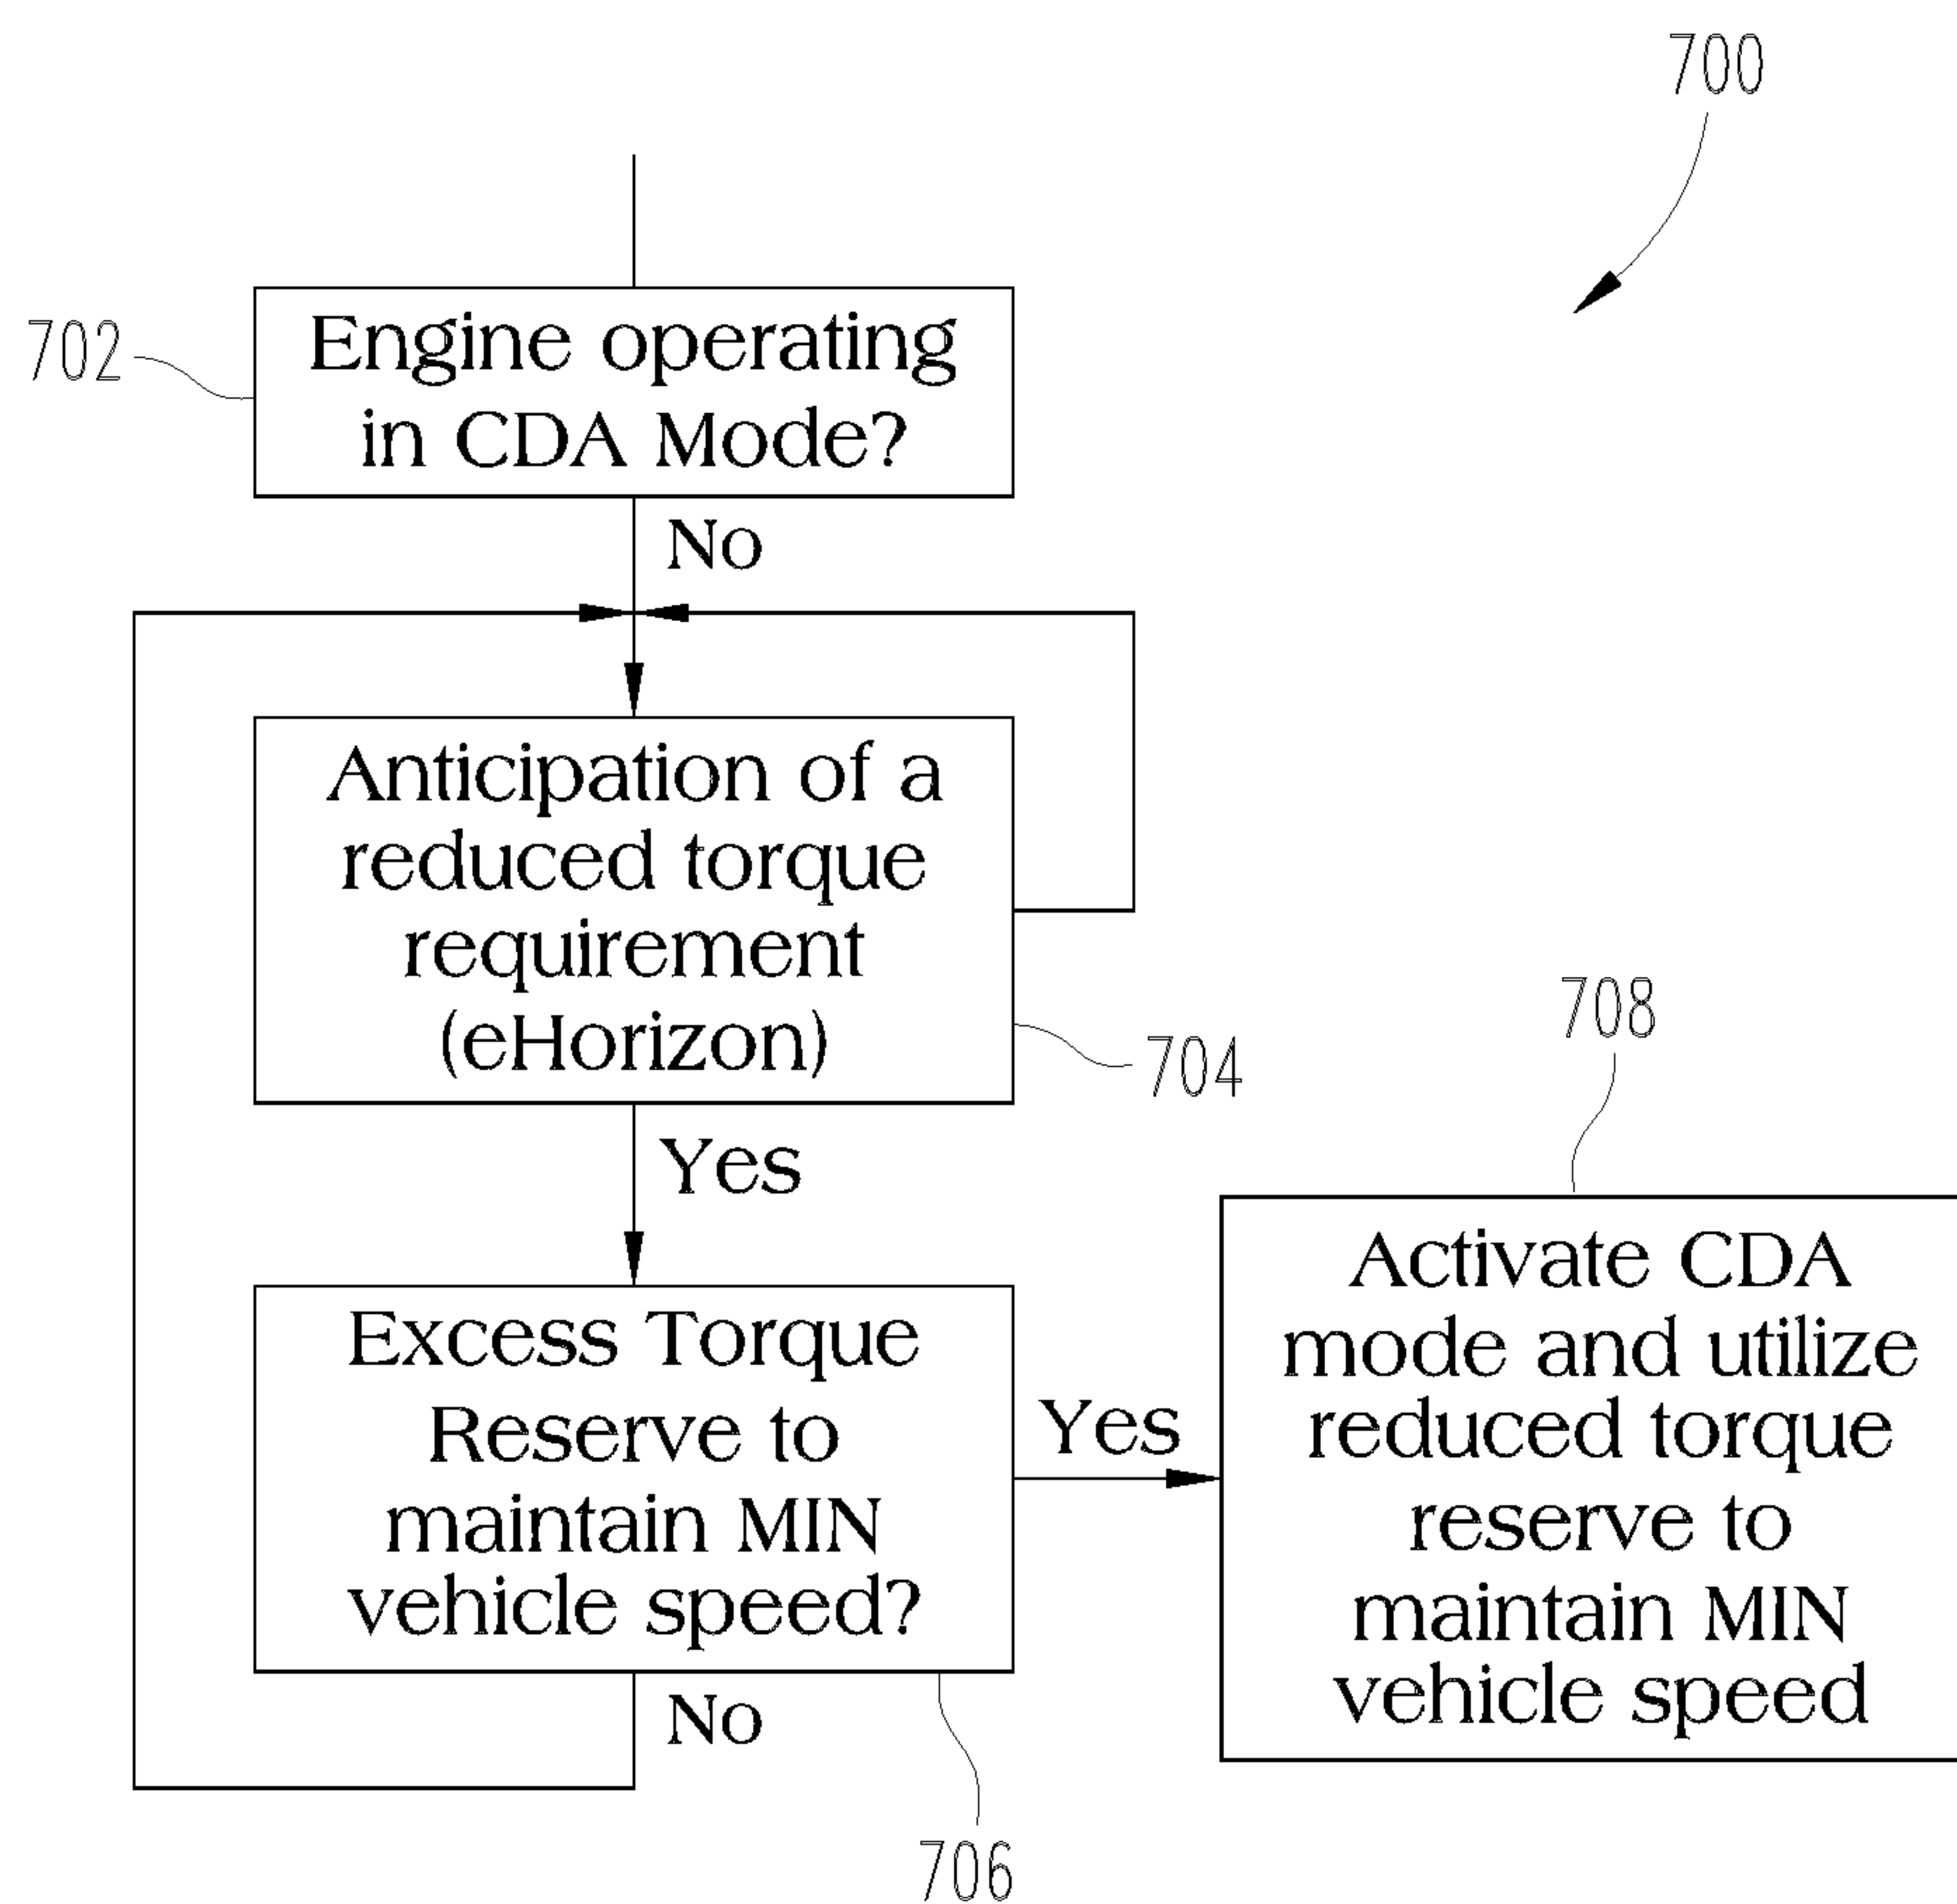 700
702
Engine operating
in CDA Mode?
No
Anticipation of a
reduced torque
requirement
(eHorizon)
704
Yes
Excess Torque
Reserve to
maintain MIN
vehicle speed?
706
No
Yes
708
Activate CDA
mode and utilize
reduced torque
reserve to
maintain MIN
vehicle speed